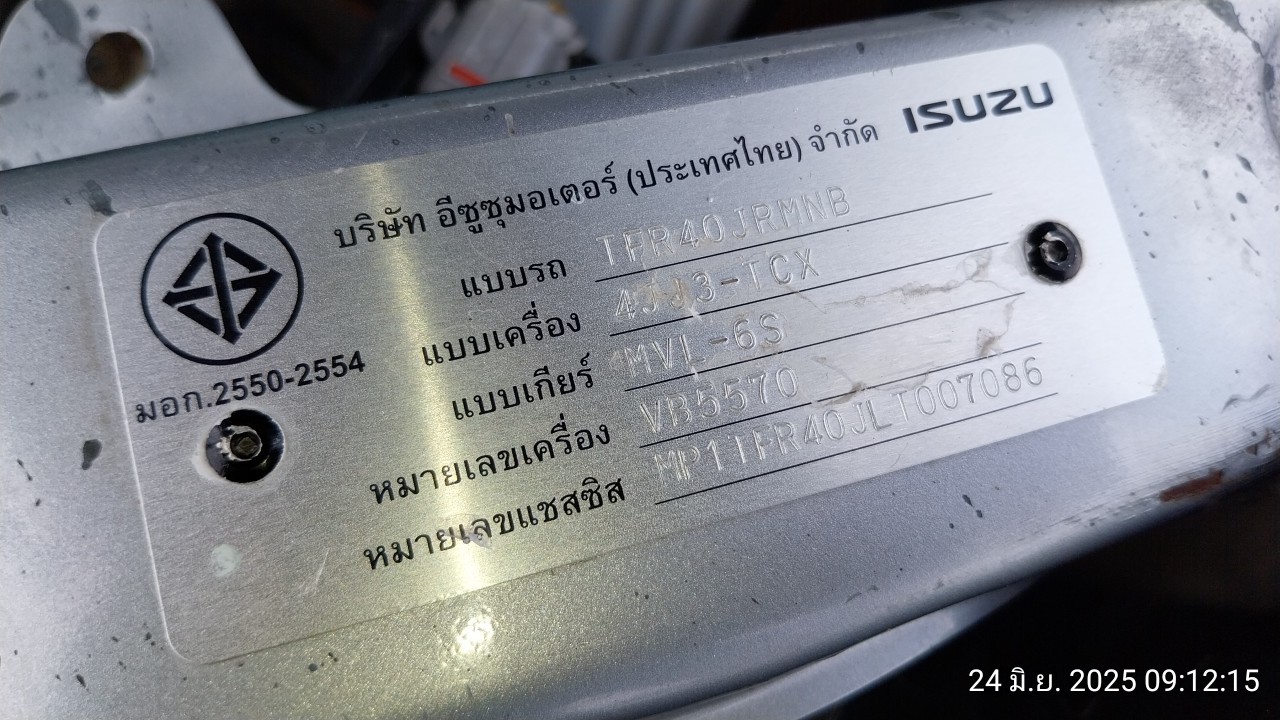 บริษัท อีซูซุมอเตอร์ (ประเทศไทย) จำกัด ISUZU
แบบรถ TFR40JRMNB
แบบเครื่อง 4JJ3-TCX
แบบเกียร์ MVL-6S
หมายเลขเครื่อง VB5570
หมายเลขแชสซิส MP1TFR40JLT007086
มอก.2550-2554
24 มิ.ย. 2025 09:12:15